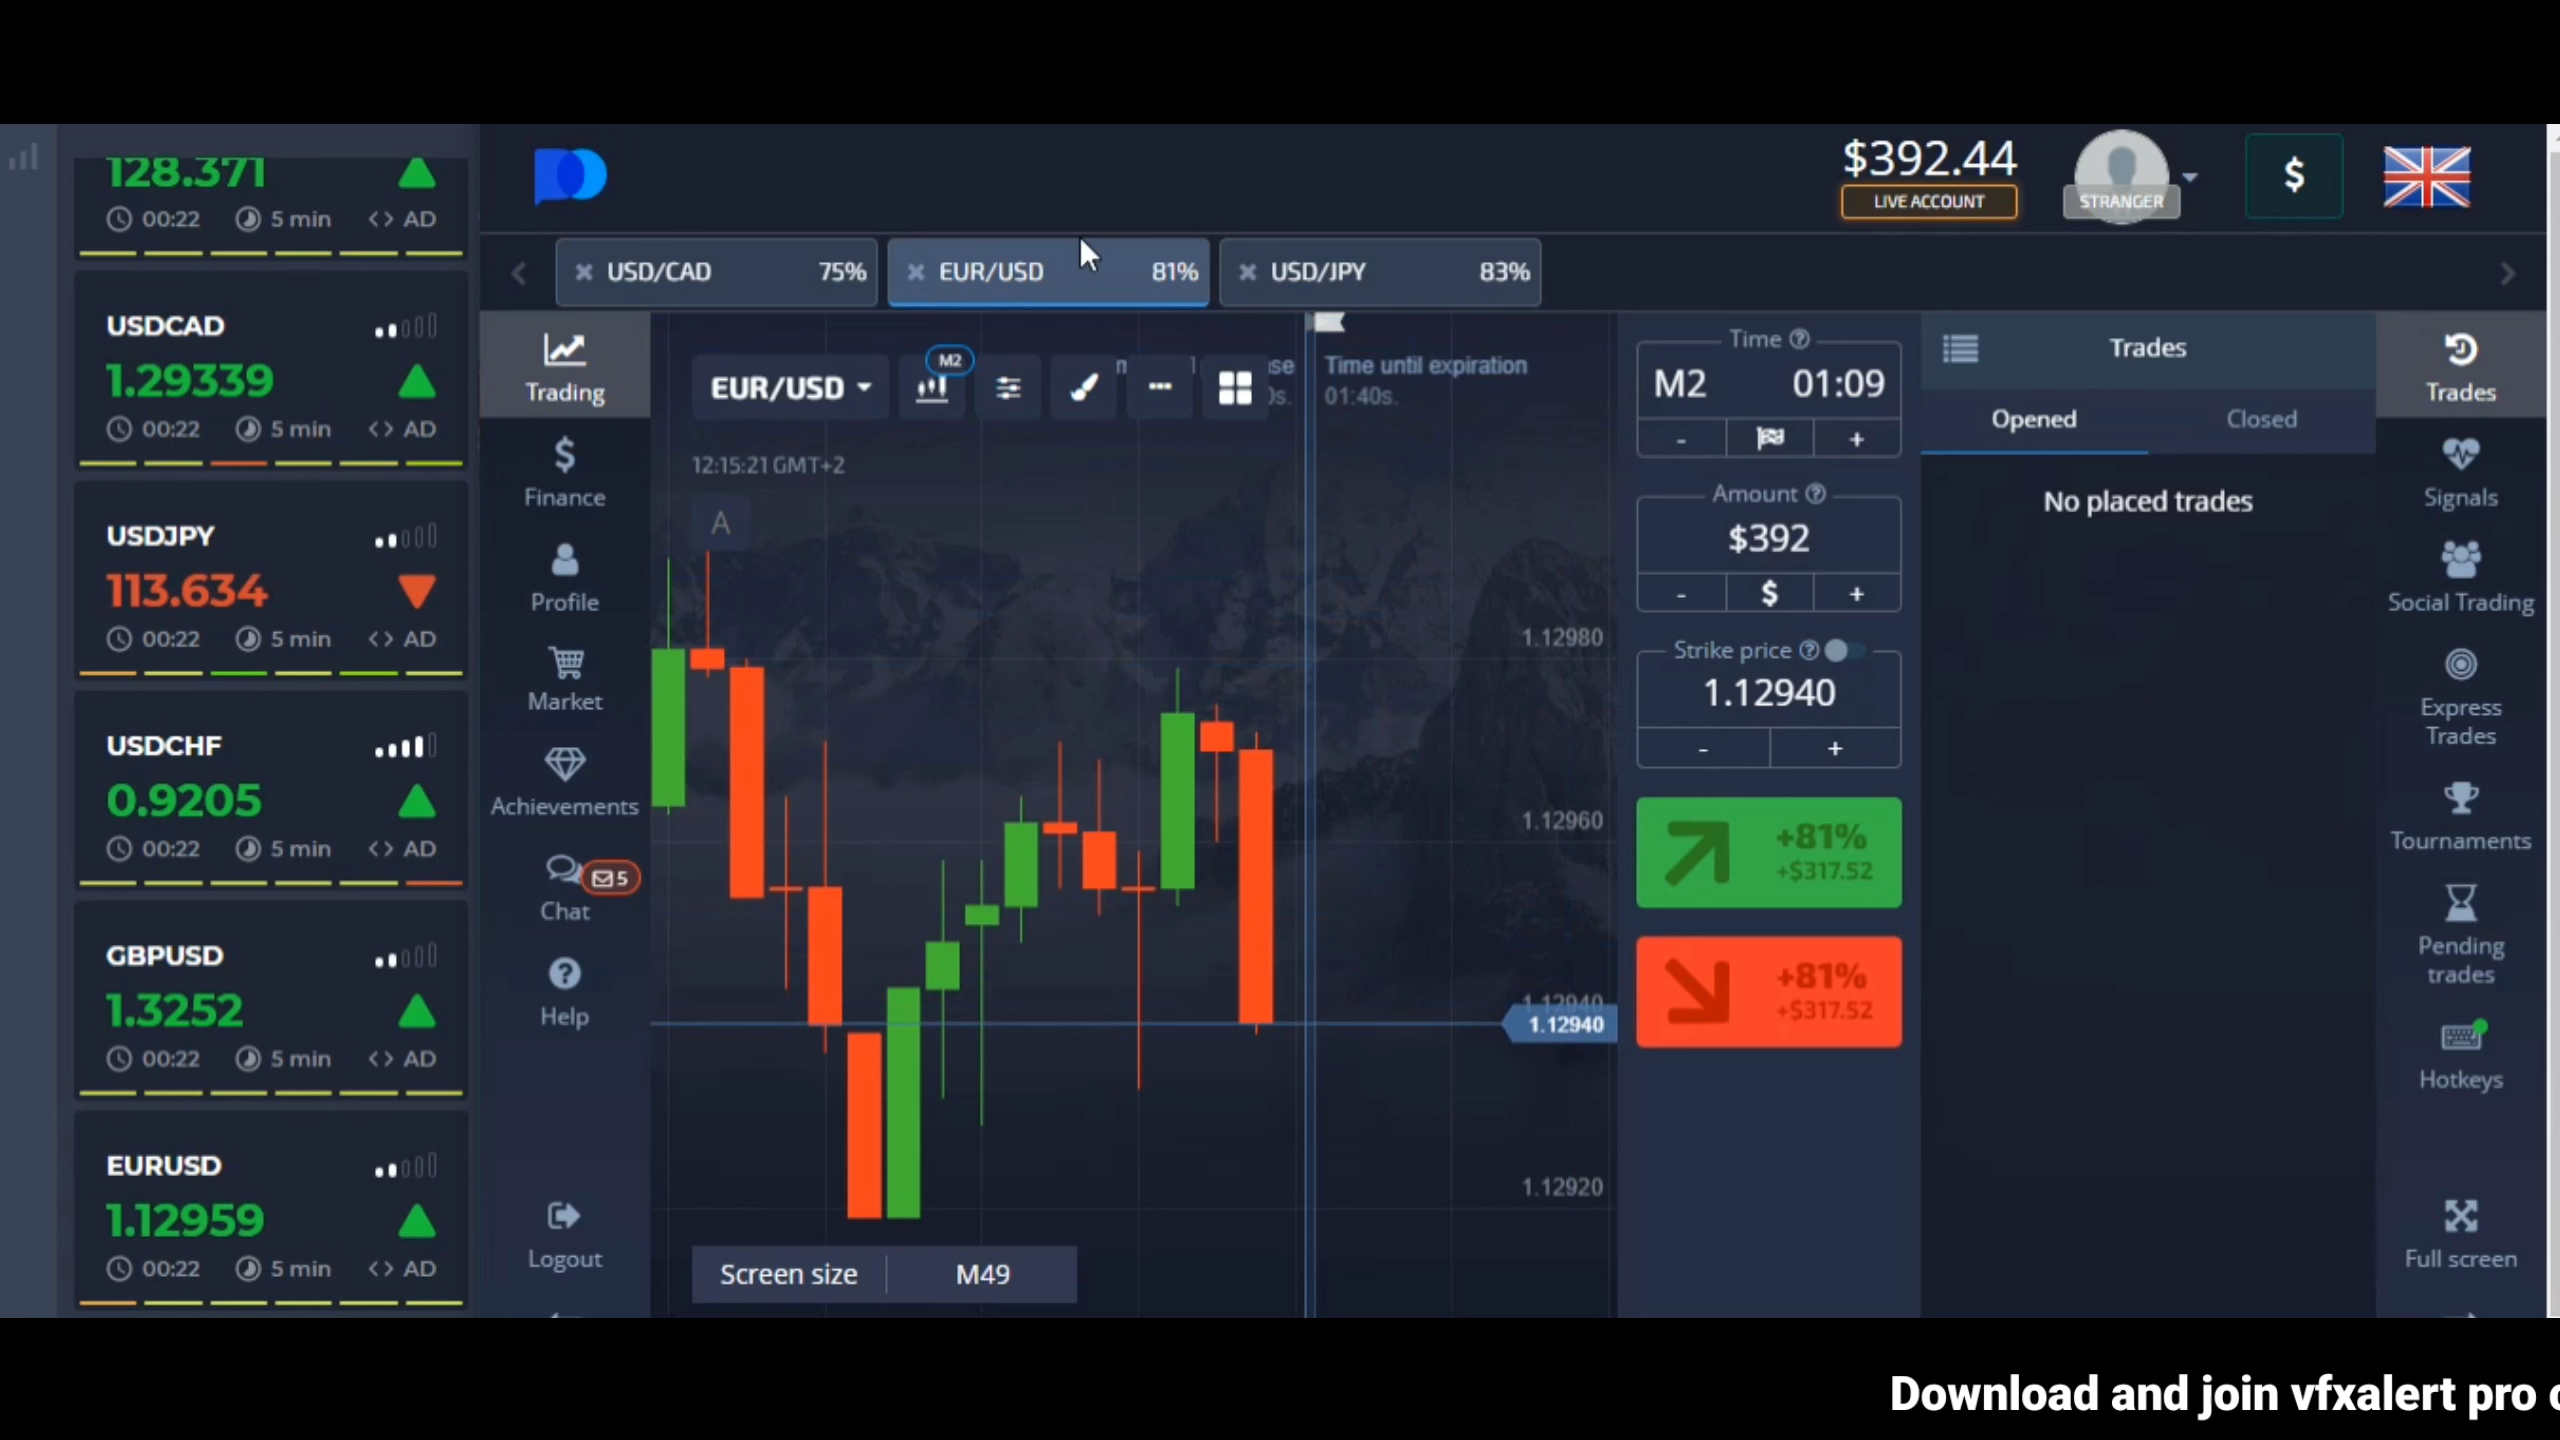 128.371
00:22 5 min <> AD
USDCAD
1.29339
00:22 5 min <> AD
USDJPY
113.634
00:22 5 min <> AD
USDCHF
0.9205
00:22 5 min <> AD
GBPUSD
1.3252
00:22 5 min <> AD
EURUSD
1.12959
00:22 5 min <> AD
$392.44
LIVE ACCOUNT
STRANGER
$
USD/CAD 75%
EUR/USD 81%
USD/JPY 83%
Trading
Finance
Profile
Market
Achievements
5
Chat
Help
Logout
EUR/USD
M2
Time until expiration
01:40s.
12:15:21 GMT+2
A
1.12980
1.12960
1.12940
1.12940
1.12920
Screen size M49
Time
M2 01:09
- +
Amount
$392
- $ +
Strike price
1.12940
- +
+81%
+$317.52
+81%
+$317.52
Trades
Opened Closed
No placed trades
Trades
Signals
Social Trading
Express
Trades
Tournaments
Pending
trades
Hotkeys
Full screen
Download and join vfxalert pro